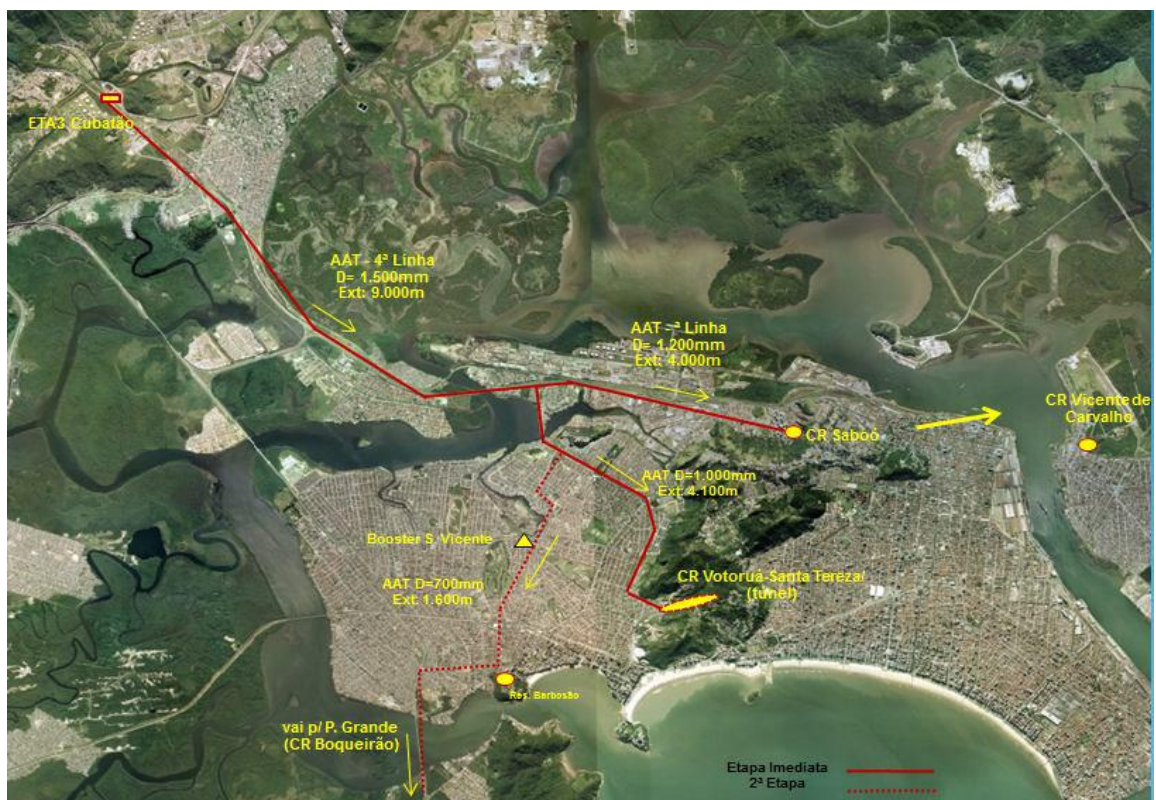 ETA3 Cubatão
AAT - 4ª Linha
D= 1.500mm
Ext: 9.000m
AAT -ª Linha
D= 1.200mm
Ext: 4.000m
CR Vicente de
Carvalho
CR Saboó
AAT D=1.000mm
Ext: 4.100m
Booster S. Vicente
AAT D=700mm
Ext: 1.600m
CR Votoruá-Santa Tereza/
(túnel)
Res. Barbosão
vai p/ P. Grande
(CR Boqueirão)
Etapa Imediata
2ª Etapa